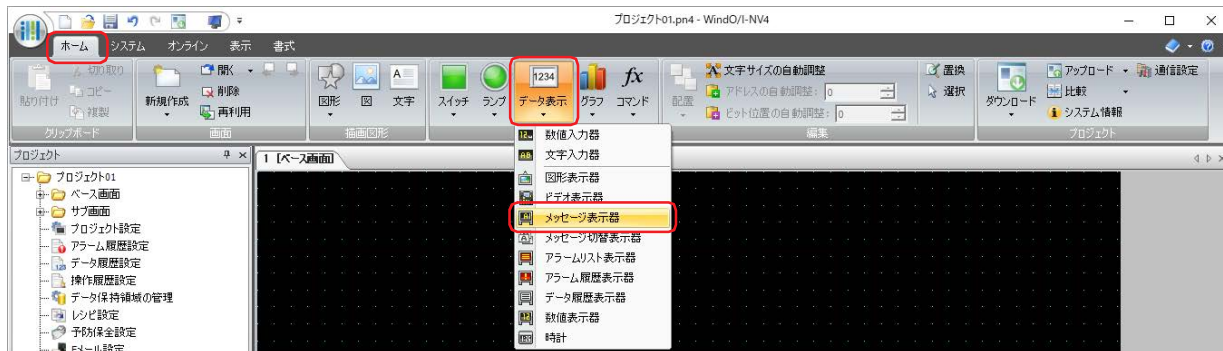 プロジェクト01.pn4 - WindO/I-NV4
ホーム システム オンライン 表示 書式
貼り付け 切り取り コピー 複製 新規作成 開く 削除 再利用 図形 図 文字 スイッチ ランプ 1234 データ表示 グラフ fx コマンド 配置 文字サイズの自動調整 アドレスの自動調整: 0 ビット位置の自動調整: 0 置換 選択 ダウンロード アップロード 比較 システム情報 通信設定
クリップボード 画面 描画図形 編集 プロジェクト
プロジェクト
1 [ベース画面]
プロジェクト01
ベース画面
サブ画面
プロジェクト設定
アラーム履歴設定
データ履歴設定
操作履歴設定
データ保持領域の管理
レシピ設定
予防保全設定
Eメール設定
数値入力器
文字入力器
図形表示器
ビデオ表示器
メッセージ表示器
メッセージ切替表示器
アラームリスト表示器
アラーム履歴表示器
データ履歴表示器
数値表示器
時計